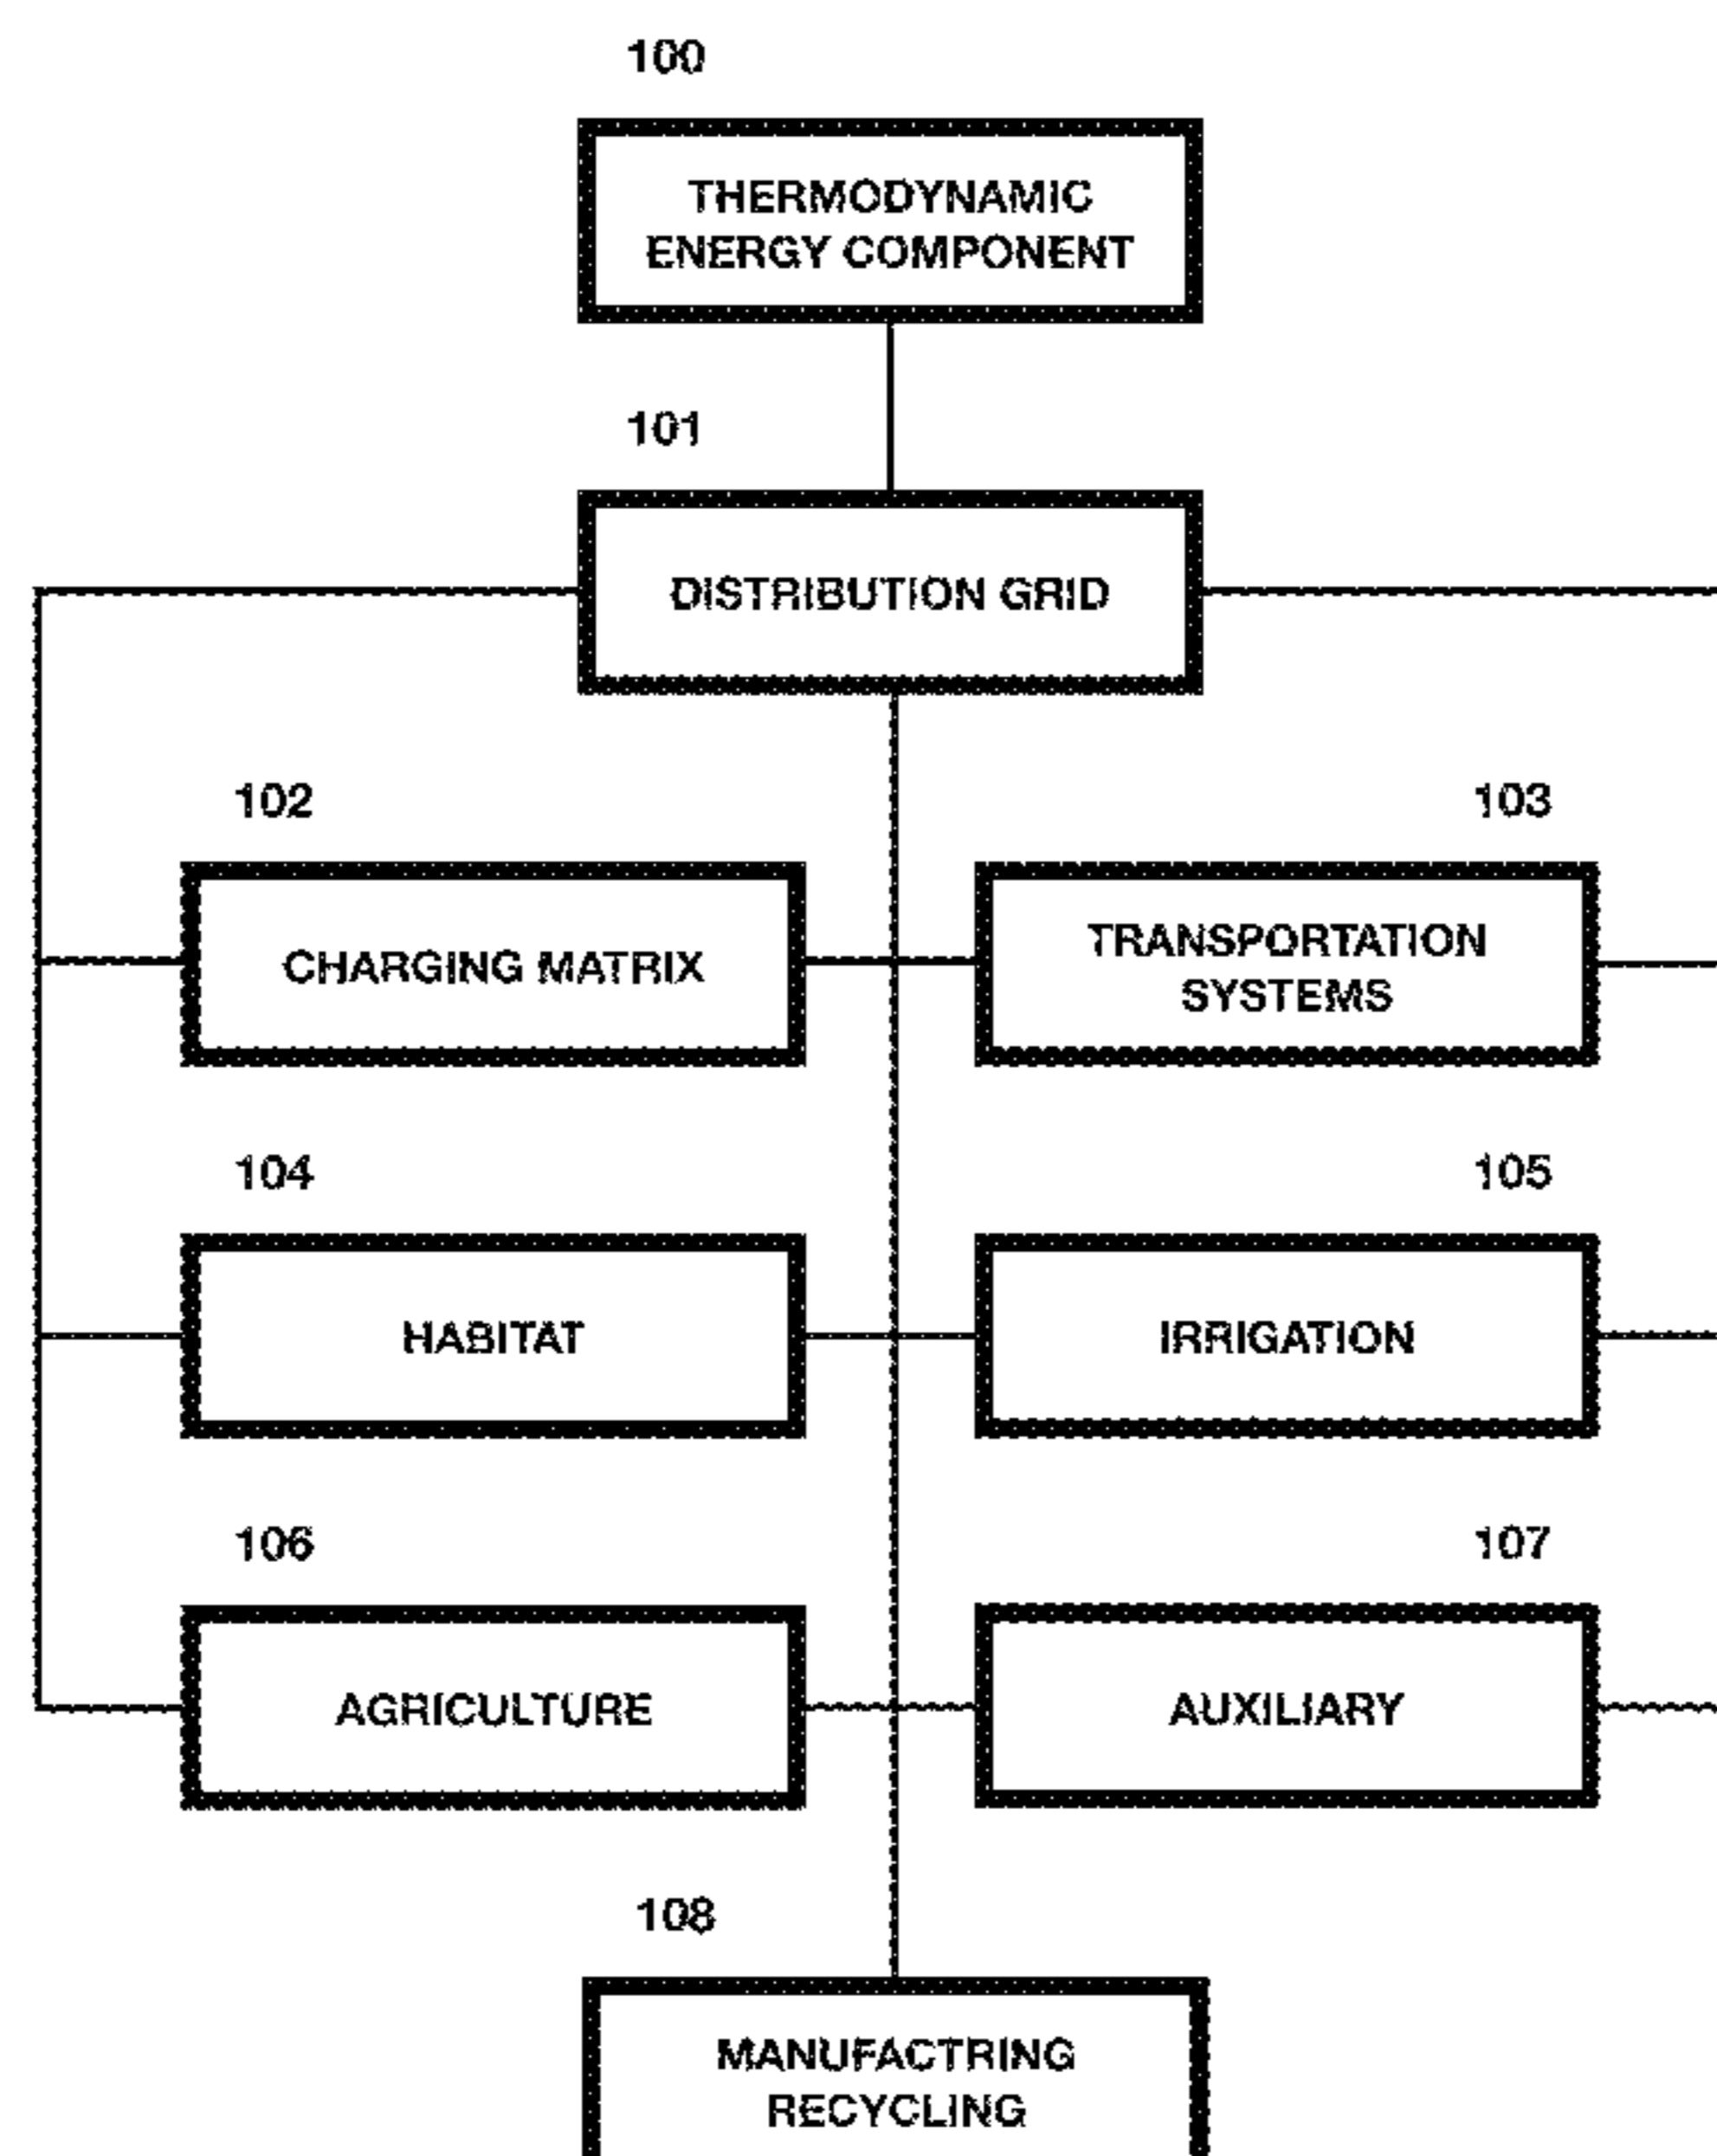 100
THERMODYNAMIC
ENERGY COMPONENT
101
DISTRIBUTION GRID
102
103
CHARGING MATRIX
TRANSPORTATION
SYSTEMS
104
105
HABITAT
IRRIGATION
106
107
AGRICULTURE
AUXILIARY
108
MANUFACTRING
RECYCLING